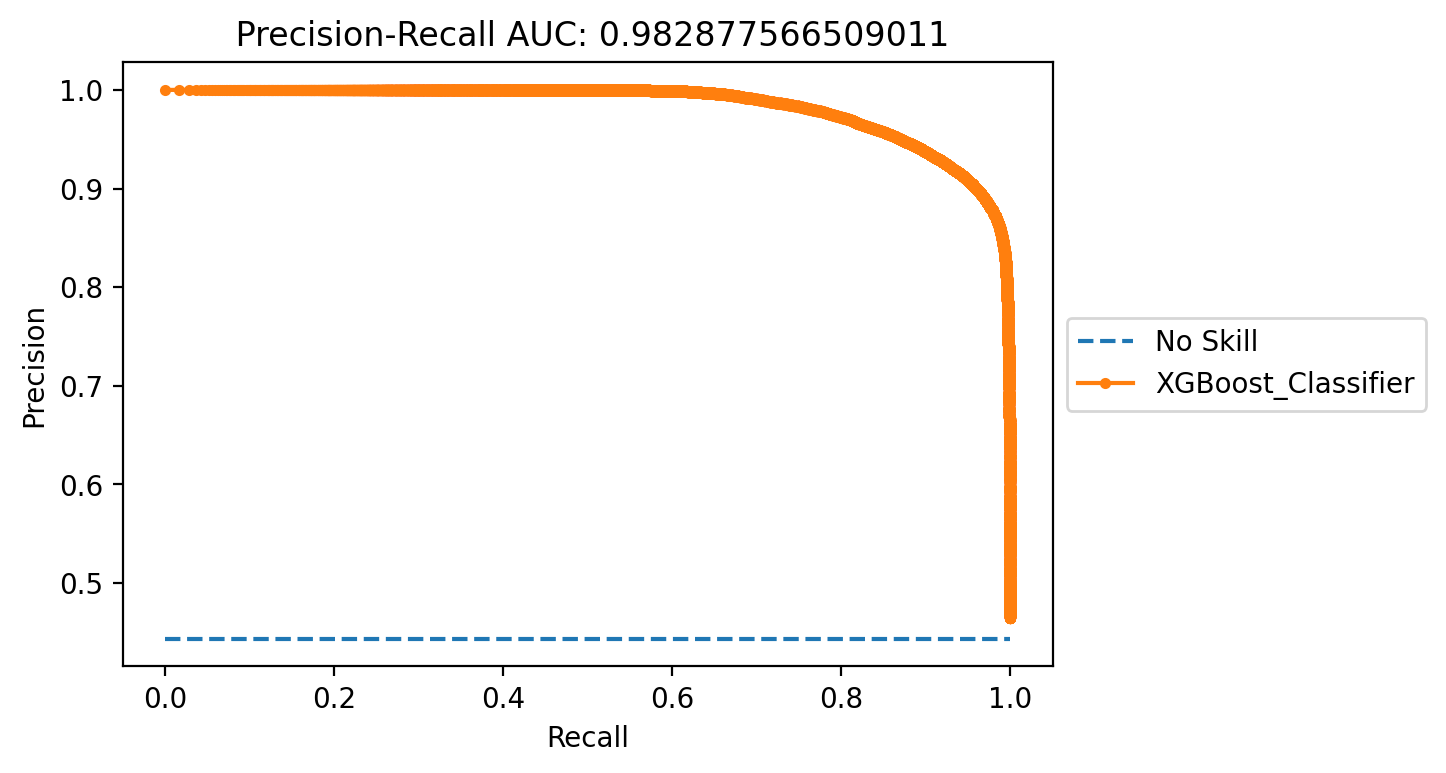 Precision-Recall AUC: 0.982877566509011
1.0
0.9
0.8
0.7
0.6
0.5
Precision
0.0 0.2 0.4 0.6 0.8 1.0
Recall
No Skill
XGBoost_Classifier